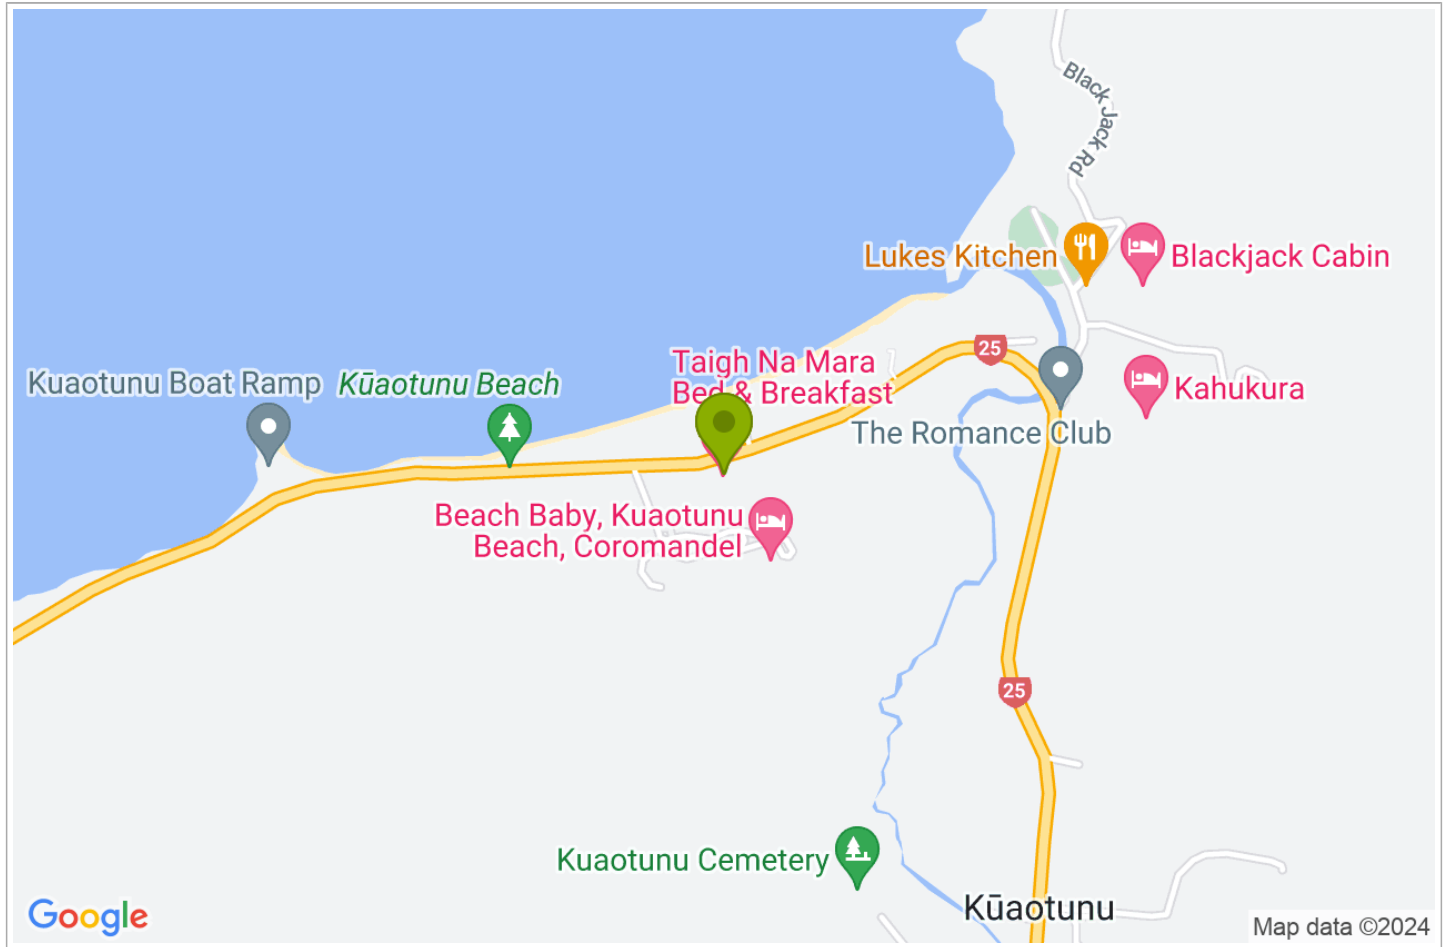 Black Jack Rd
Lukes Kitchen
Blackjack Cabin
25
Taigh Na Mara
Bed & Breakfast
Kuaotunu Boat Ramp
Kūaotunu Beach
Kahukura
The Romance Club
Beach Baby, Kuaotunu
Beach, Coromandel
25
Kuaotunu Cemetery
Kūaotunu
Google
Map data ©2024